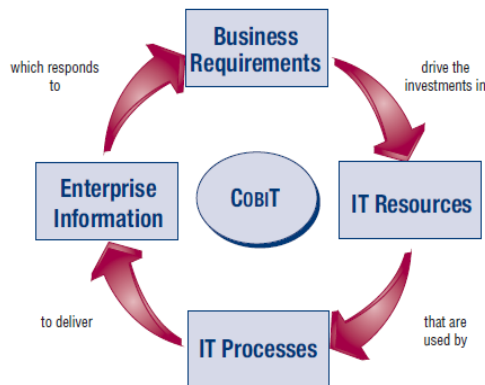 Business
Requirements
which responds
to
drive the
investments in
Enterprise
Information
COBIT
IT Resources
to deliver
that are
used by
IT Processes